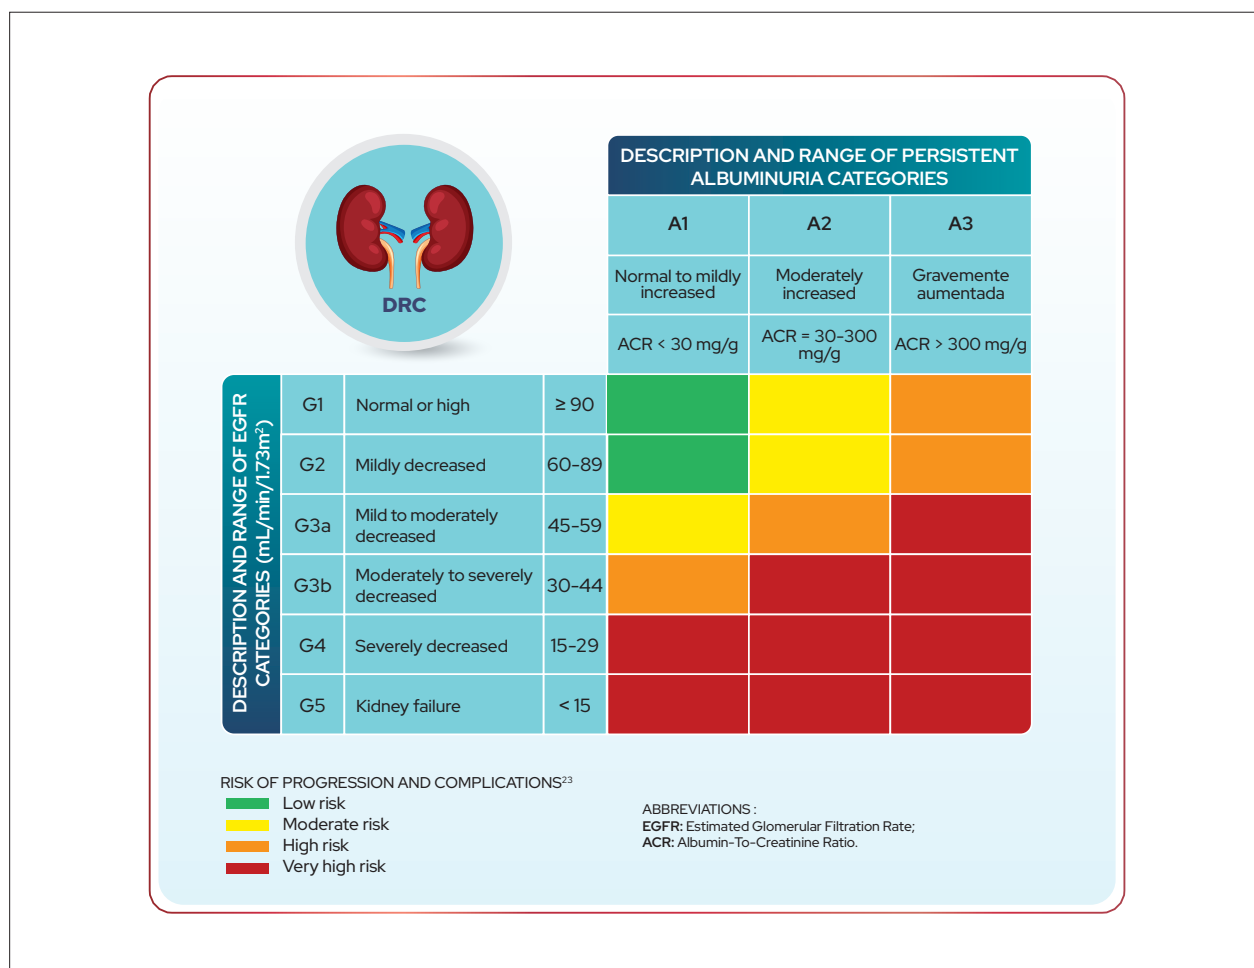 DESCRIPTION AND RANGE OF PERSISTENT
ALBUMINURIA CATEGORIES
A1
A2
A3
Normal to mildly
increased
Moderately
increased
Gravemente
aumentada
ACR < 30 mg/g
ACR = 30-300
mg/g
ACR > 300 mg/g
DRC
DESCRIPTION AND RANGE OF EGFR
CATEGORIES (mL/min/1.73m²)
G1
Normal or high
≥ 90
G2
Mildly decreased
60-89
G3a
Mild to moderately
decreased
45-59
G3b
Moderately to severely
decreased
30-44
G4
Severely decreased
15-29
G5
Kidney failure
< 15
RISK OF PROGRESSION AND COMPLICATIONS²³
Low risk
Moderate risk
High risk
Very high risk
ABBREVIATIONS :
EGFR: Estimated Glomerular Filtration Rate;
ACR: Albumin-To-Creatinine Ratio.